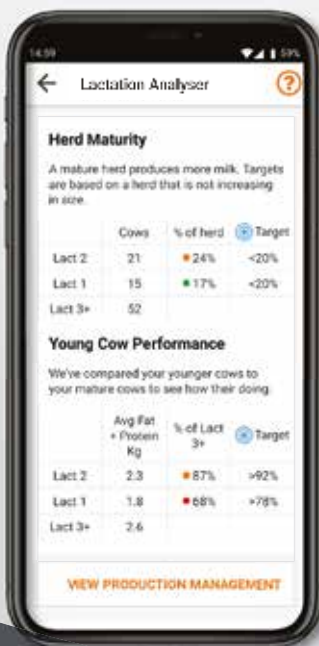 14:59
59%
Lactation Analyser
?
Herd Maturity
A mature herd produces more milk. Targets
are based on a herd that is not increasing
in size.
Cows % of herd Target
Lact 2 21 24% <20%
Lact 1 15 17% <20%
Lact 3+ 52
Young Cow Performance
We've compared your younger cows to
your mature cows to see how their doing.
Avg Fat
+ Protein
Kg
% of Lact
3+
Target
Lact 2 2.3 87% >92%
Lact 1 1.8 68% >78%
Lact 3+ 2.6
VIEW PRODUCTION MANAGEMENT